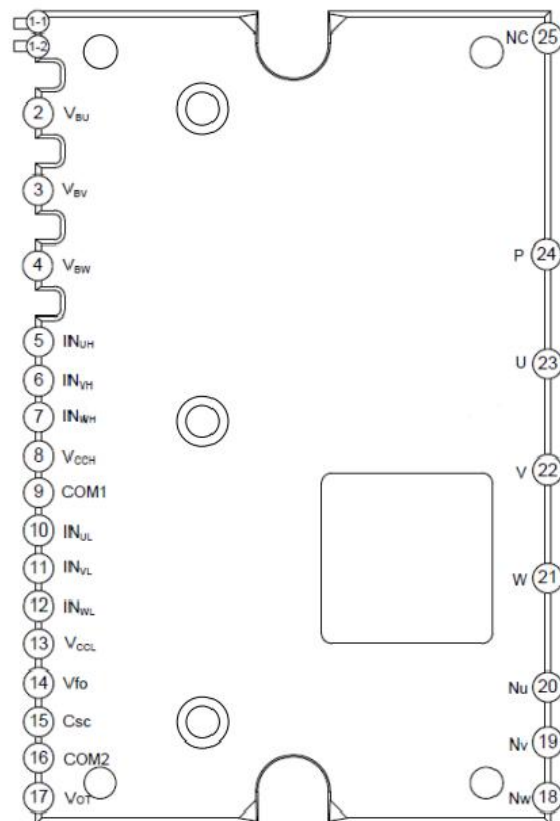 1-1
1-2
NC 25
2 VBU
3 VBV
4 VBW
P 24
5 INUH
U 23
6 INVH
7 INWH
8 VCCH
V 22
9 COM1
10 INUL
11 INVL
W 21
12 INWL
13 VCCL
14 Vfo
Nu 20
15 Csc
Nv 19
16 COM2
17 VOT
Nw 18